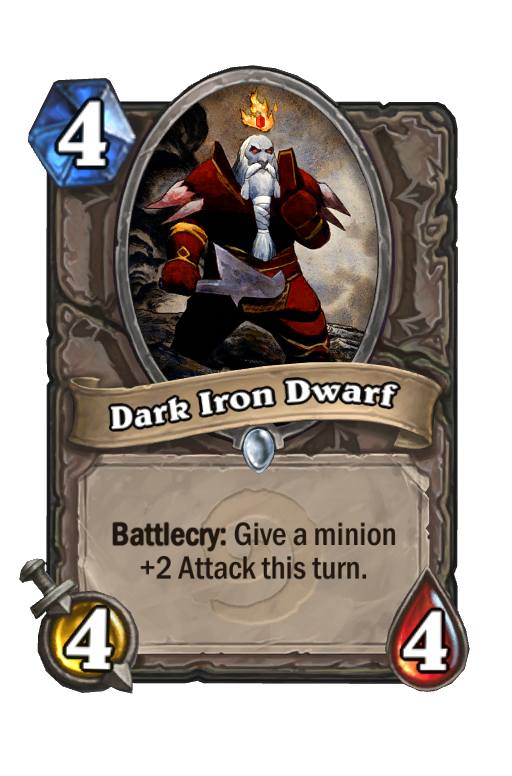 4
Dark Iron Dwarf
Battlecry: Give a minion
+2 Attack this turn.
4
4